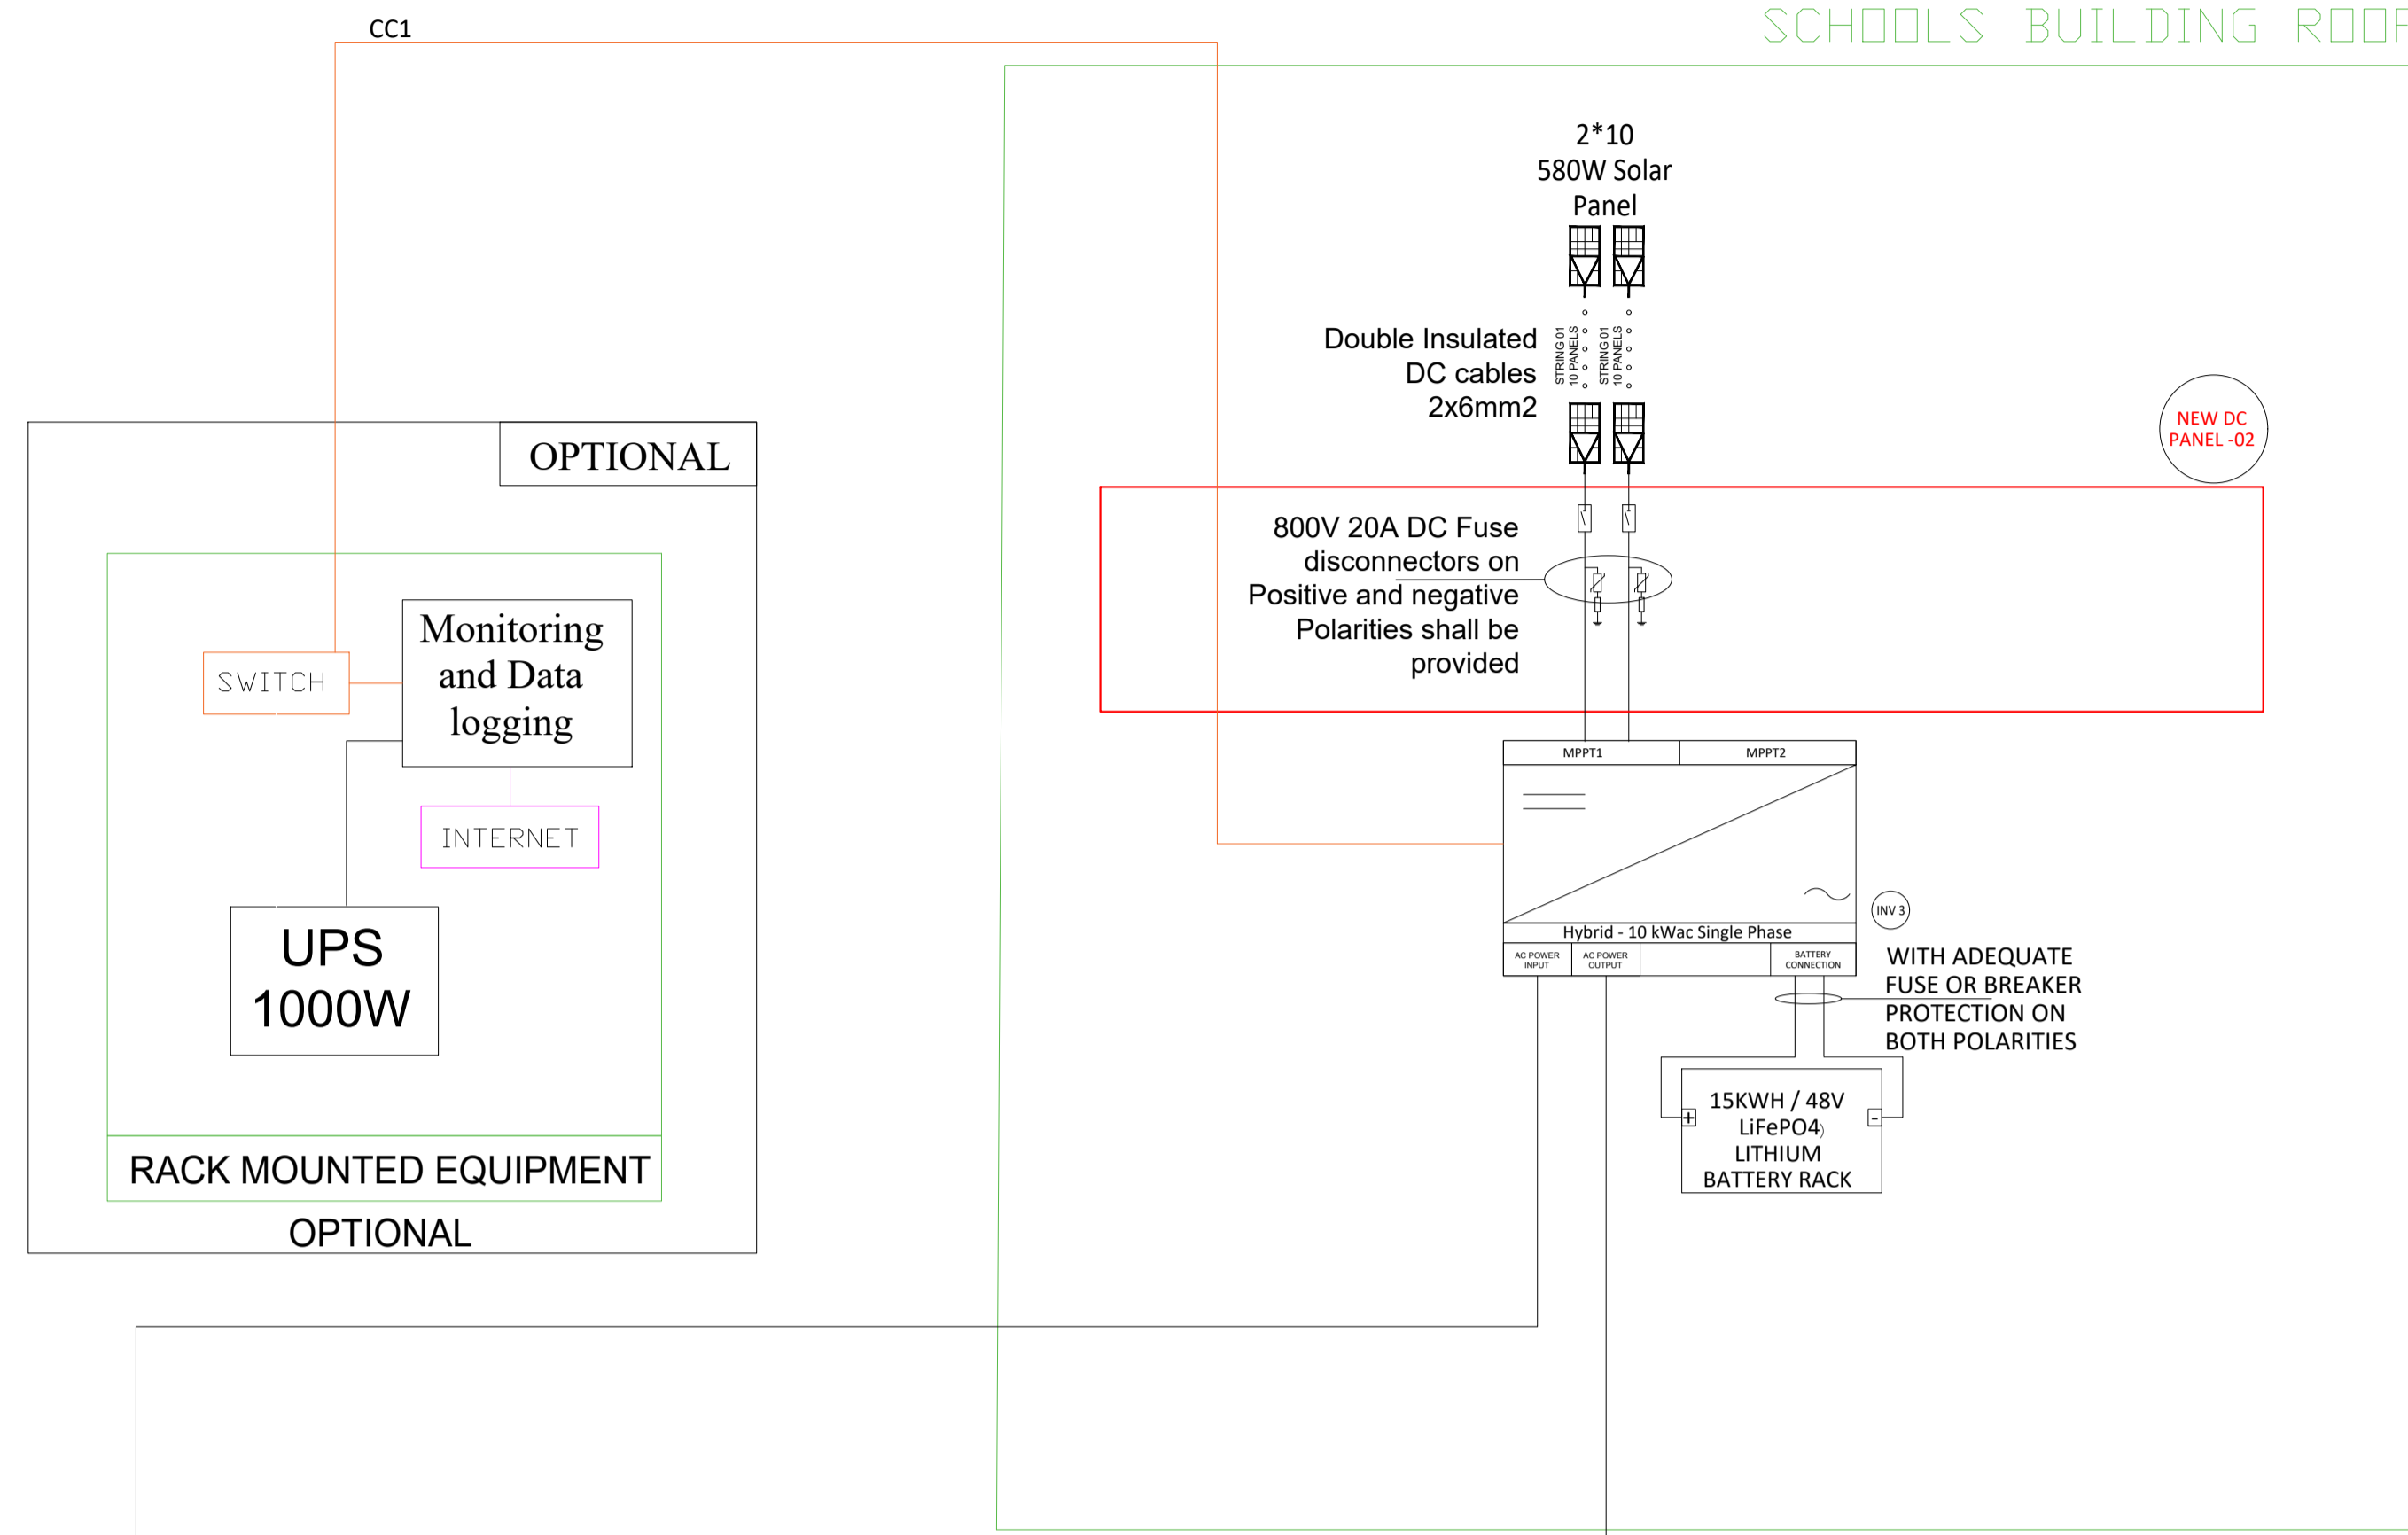 CC1
SCHOOLS BUILDING ROOF
2*10
580W Solar
Panel
Double Insulated
DC cables
2x6mm2
STRING 01
10 PANELS
STRING 01
10 PANELS
NEW DC
PANEL -02
OPTIONAL
800V 20A DC Fuse
disconnectors on
Positive and negative
Polarities shall be
provided
Monitoring
and Data
logging
SWITCH
INTERNET
UPS
1000W
RACK MOUNTED EQUIPMENT
OPTIONAL
MPPT1
MPPT2
INV 3
Hybrid - 10 kWac Single Phase
AC POWER
INPUT
AC POWER
OUTPUT
BATTERY
CONNECTION
WITH ADEQUATE
FUSE OR BREAKER
PROTECTION ON
BOTH POLARITIES
+
-
15KWH / 48V
LiFePO4)
LITHIUM
BATTERY RACK